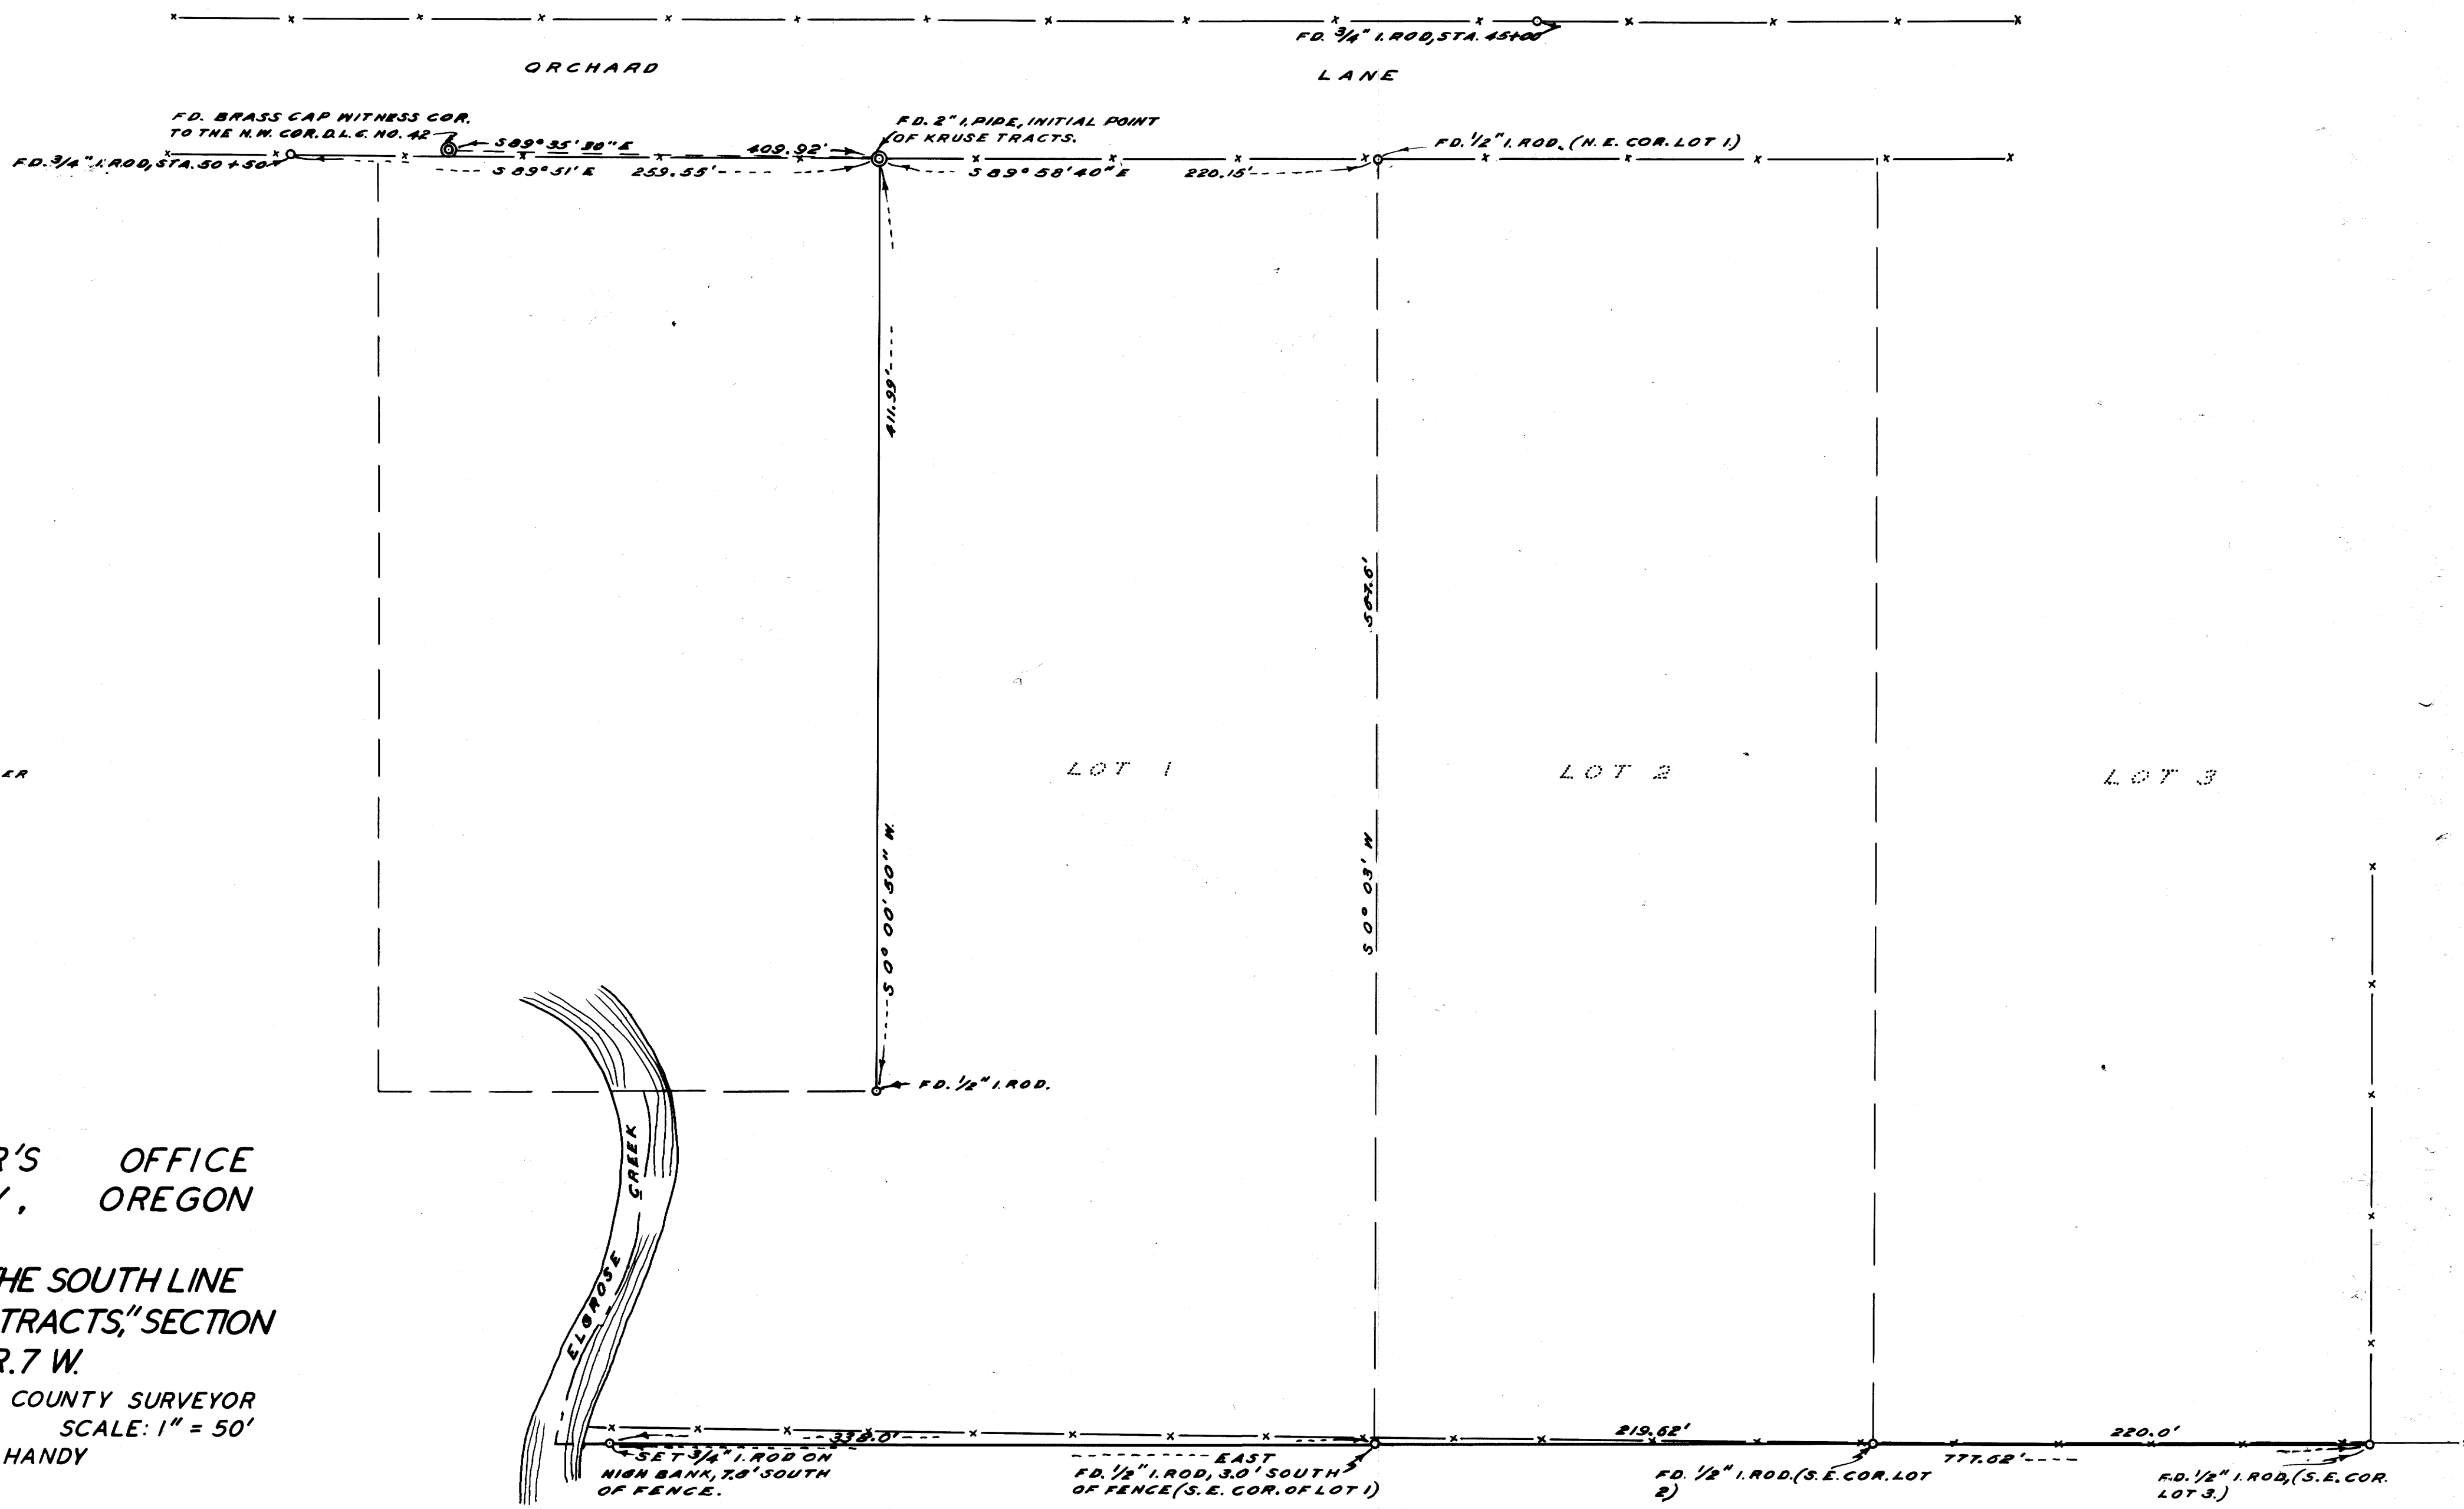 FD. 3/4" I. ROD, STA. 45+00
ORCHARD LANE
FD. BRASS CAP WITNESS COR.
TO THE N.W. COR. D.L.C. NO. 42
FD. 3/4" I. ROD, STA. 50+50
S 89° 35' 30" E 409.92'
S 89° 51' E 259.55'
FD. 2" I. PIPE, INITIAL POINT
OF KRUSE TRACTS.
S 89° 58' 40" E 220.15'
FD. 1/2" I. ROD. (N.E. COR. LOT 1.)
411.99'
S 0° 00' 50" W.
567.6'
S 0° 03' W
ER
LOT 1
LOT 2
LOT 3
FD. 1/2" I. ROD.
ELGROSE CREEK
R'S OFFICE
Y, OREGON
HE SOUTH LINE
TRACTS," SECTION
R. 7 W.
COUNTY SURVEYOR
SCALE: 1" = 50'
HANDY
338.0'
SET 3/4" I. ROD ON
HIGH BANK, 7.8' SOUTH
OF FENCE.
EAST
FD. 1/2" I. ROD, 3.0' SOUTH
OF FENCE (S.E. COR. OF LOT 1)
219.62'
FD. 1/2" I. ROD. (S.E. COR. LOT
2)
220.0'
777.62'
FD. 1/2" I. ROD, (S.E. COR.
LOT 3.)